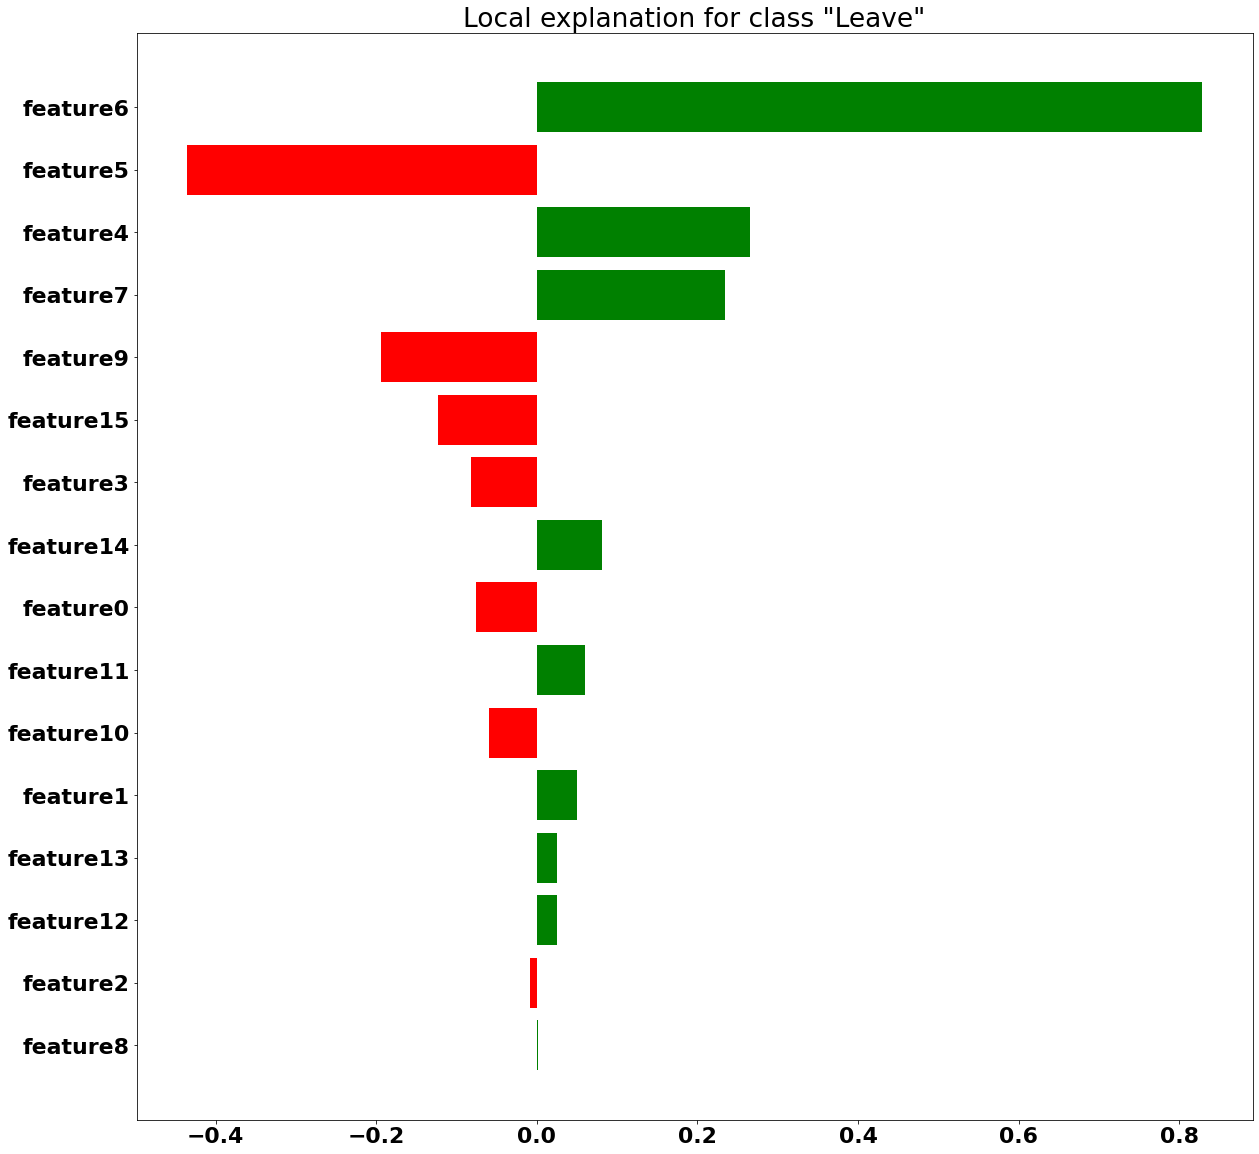 Local explanation for class "Leave"
feature6
feature5
feature4
feature7
feature9
feature15
feature3
feature14
feature0
feature11
feature10
feature1
feature13
feature12
feature2
feature8
−0.4 −0.2 0.0 0.2 0.4 0.6 0.8